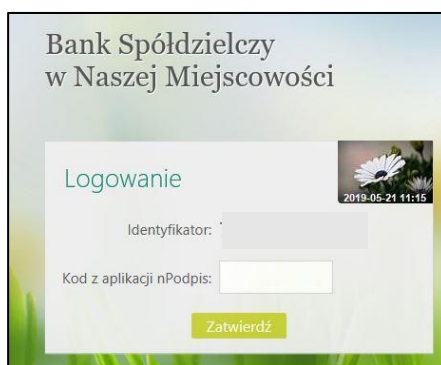 Bank Spółdzielczy
w Naszej Miejscowości
Logowanie
2019-05-21 11:15
Identyfikator:
Kod z aplikacji nPodpis:
Zatwierdź